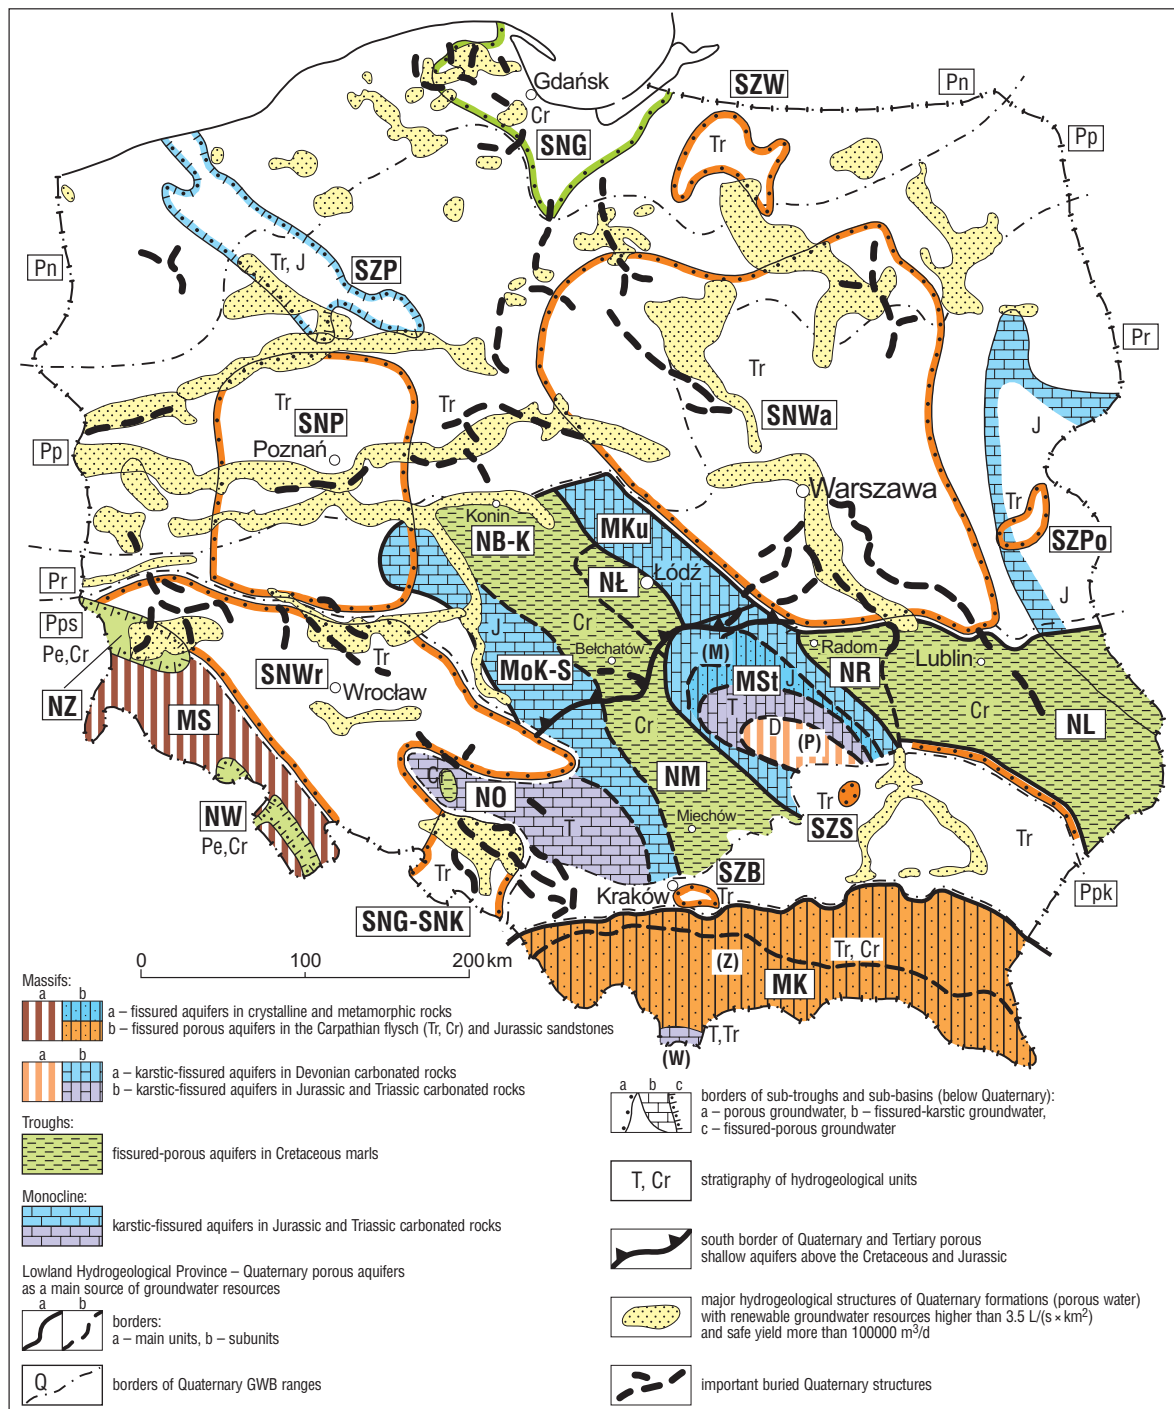 Gdańsk
SZW
Pn
Cr
SNG
Tr
Pp
Tr, J
SZP
Pn
Pr
Tr
Tr
SNP
Tr
SNWa
J
Poznań
Pp
Warszawa
Tr
Konin
MKu
NB-K
SZPo
NŁ
Łódź
Pr
J
Pps
Cr
J
Radom
Pe,Cr
Tr
Bełchatów
(M)
NR
Lublin
SNWr
MoK-S
MSt
J
Wrocław
NZ
T
Cr
NL
MS
Cr
D
(P)
Cr
NM
NO
Tr
NW
T
Miechów
SZS
Pe,Cr
Tr
Tr
SZB
Kraków
Tr
Ppk
SNG-SNK
Tr, Cr
(Z)
MK
0 100 200 km
T,Tr
(W)
Massifs:
a b
a – fissured aquifers in crystalline and metamorphic rocks
b – fissured porous aquifers in the Carpathian flysch (Tr, Cr) and Jurassic sandstones
a b
a – karstic-fissured aquifers in Devonian carbonated rocks
b – karstic-fissured aquifers in Jurassic and Triassic carbonated rocks
Troughs:
fissured-porous aquifers in Cretaceous marls
Monocline:
karstic-fissured aquifers in Jurassic and Triassic carbonated rocks
Lowland Hydrogeological Province – Quaternary porous aquifers
as a main source of groundwater resources
a b
borders:
a – main units, b – subunits
Q
borders of Quaternary GWB ranges
a b c
borders of sub-troughs and sub-basins (below Quaternary):
a – porous groundwater, b – fissured-karstic groundwater,
c – fissured-porous groundwater
T, Cr
stratigraphy of hydrogeological units
south border of Quaternary and Tertiary porous
shallow aquifers above the Cretaceous and Jurassic
major hydrogeological structures of Quaternary formations (porous water)
with renewable groundwater resources higher than 3.5 L/(s × km²)
and safe yield more than 100000 m³/d
important buried Quaternary structures